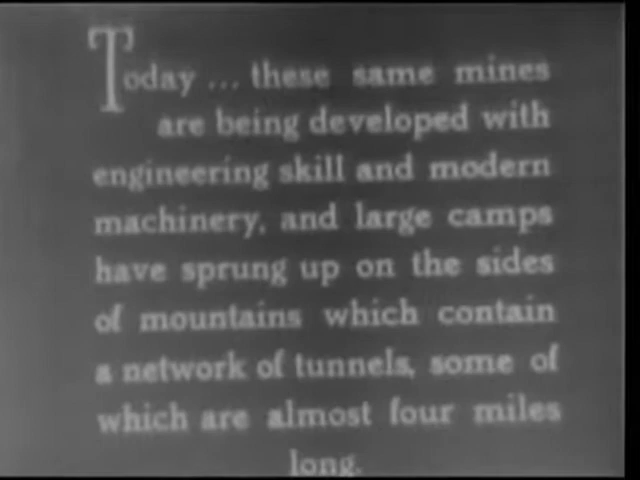 Today ... these same mines
are being developed with
engineering skill and modern
machinery, and large camps
have sprung up on the sides
of mountains which contain
a network of tunnels, some of
which are almost four miles
long.